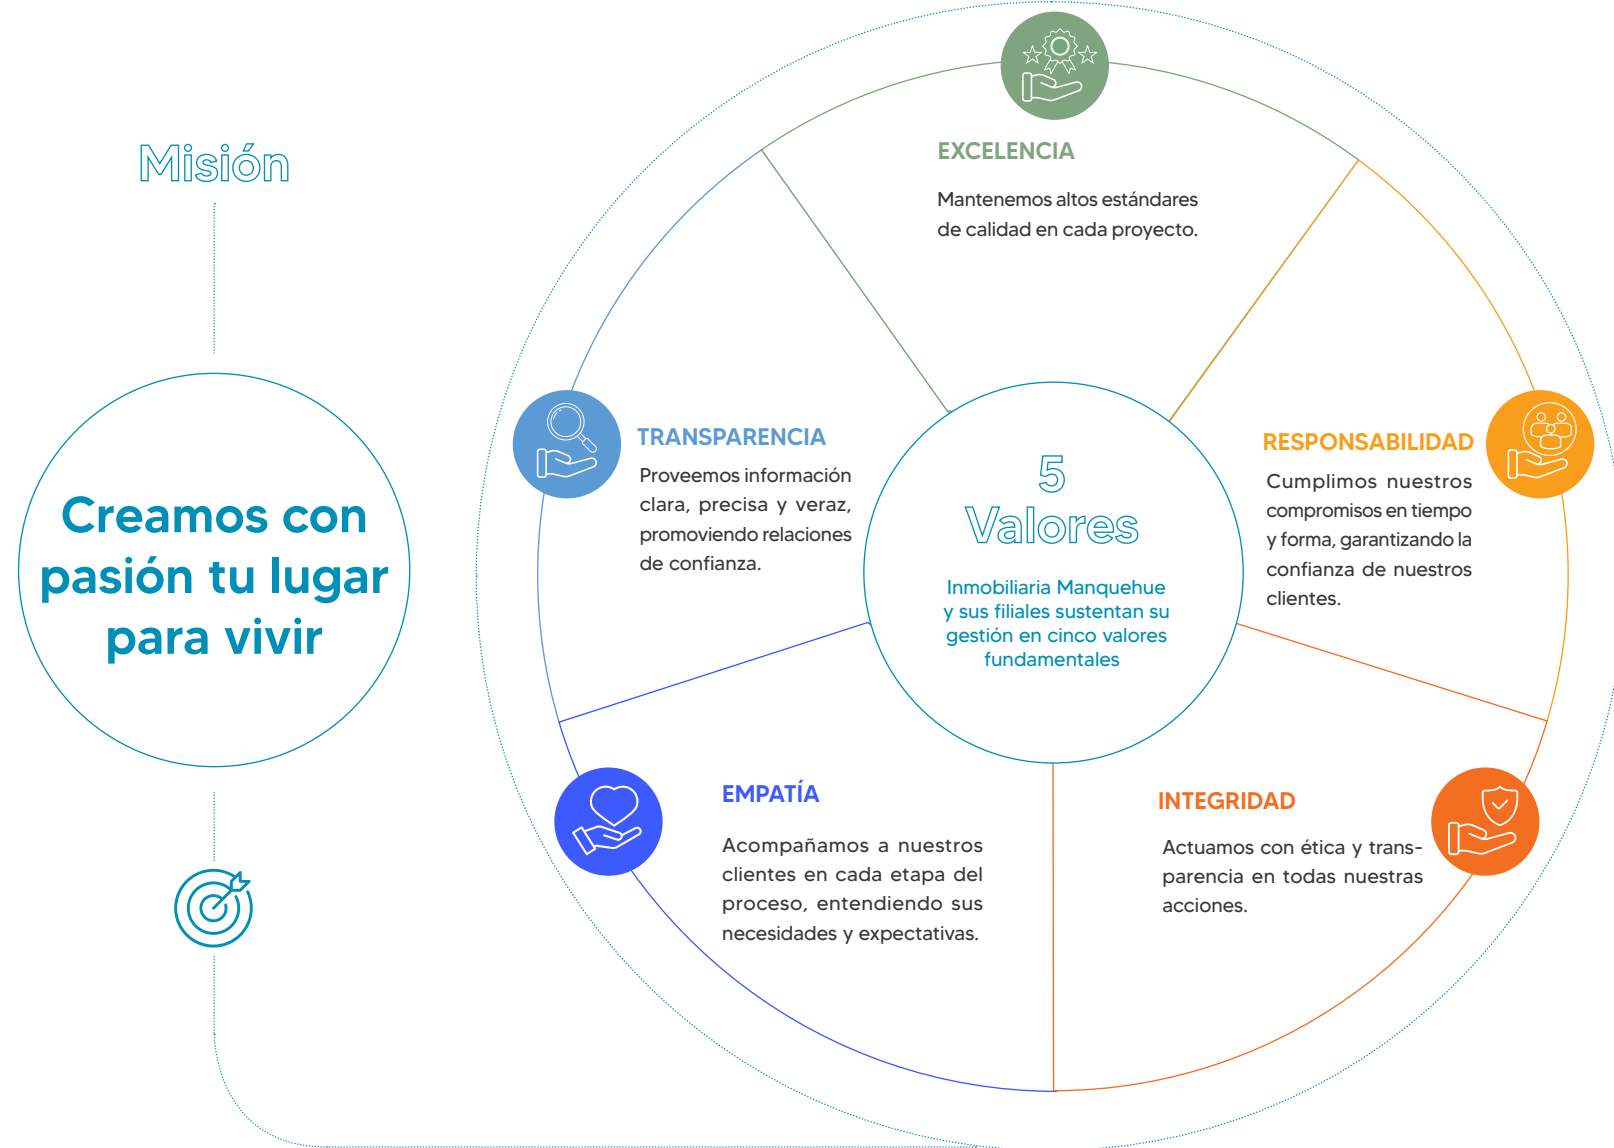 Misión
Creamos con
pasión tu lugar
para vivir
EXCELENCIA
Mantenemos altos estándares
de calidad en cada proyecto.
TRANSPARENCIA
Proveemos información
clara, precisa y veraz,
promoviendo relaciones
de confianza.
5
Valores
Inmobiliaria Manquehue
y sus filiales sustentan su
gestión en cinco valores
fundamentales
RESPONSABILIDAD
Cumplimos nuestros
compromisos en tiempo
y forma, garantizando la
confianza de nuestros
clientes.
EMPATÍA
Acompañamos a nuestros
clientes en cada etapa del
proceso, entendiendo sus
necesidades y expectativas.
INTEGRIDAD
Actuamos con ética y trans-
parencia en todas nuestras
acciones.